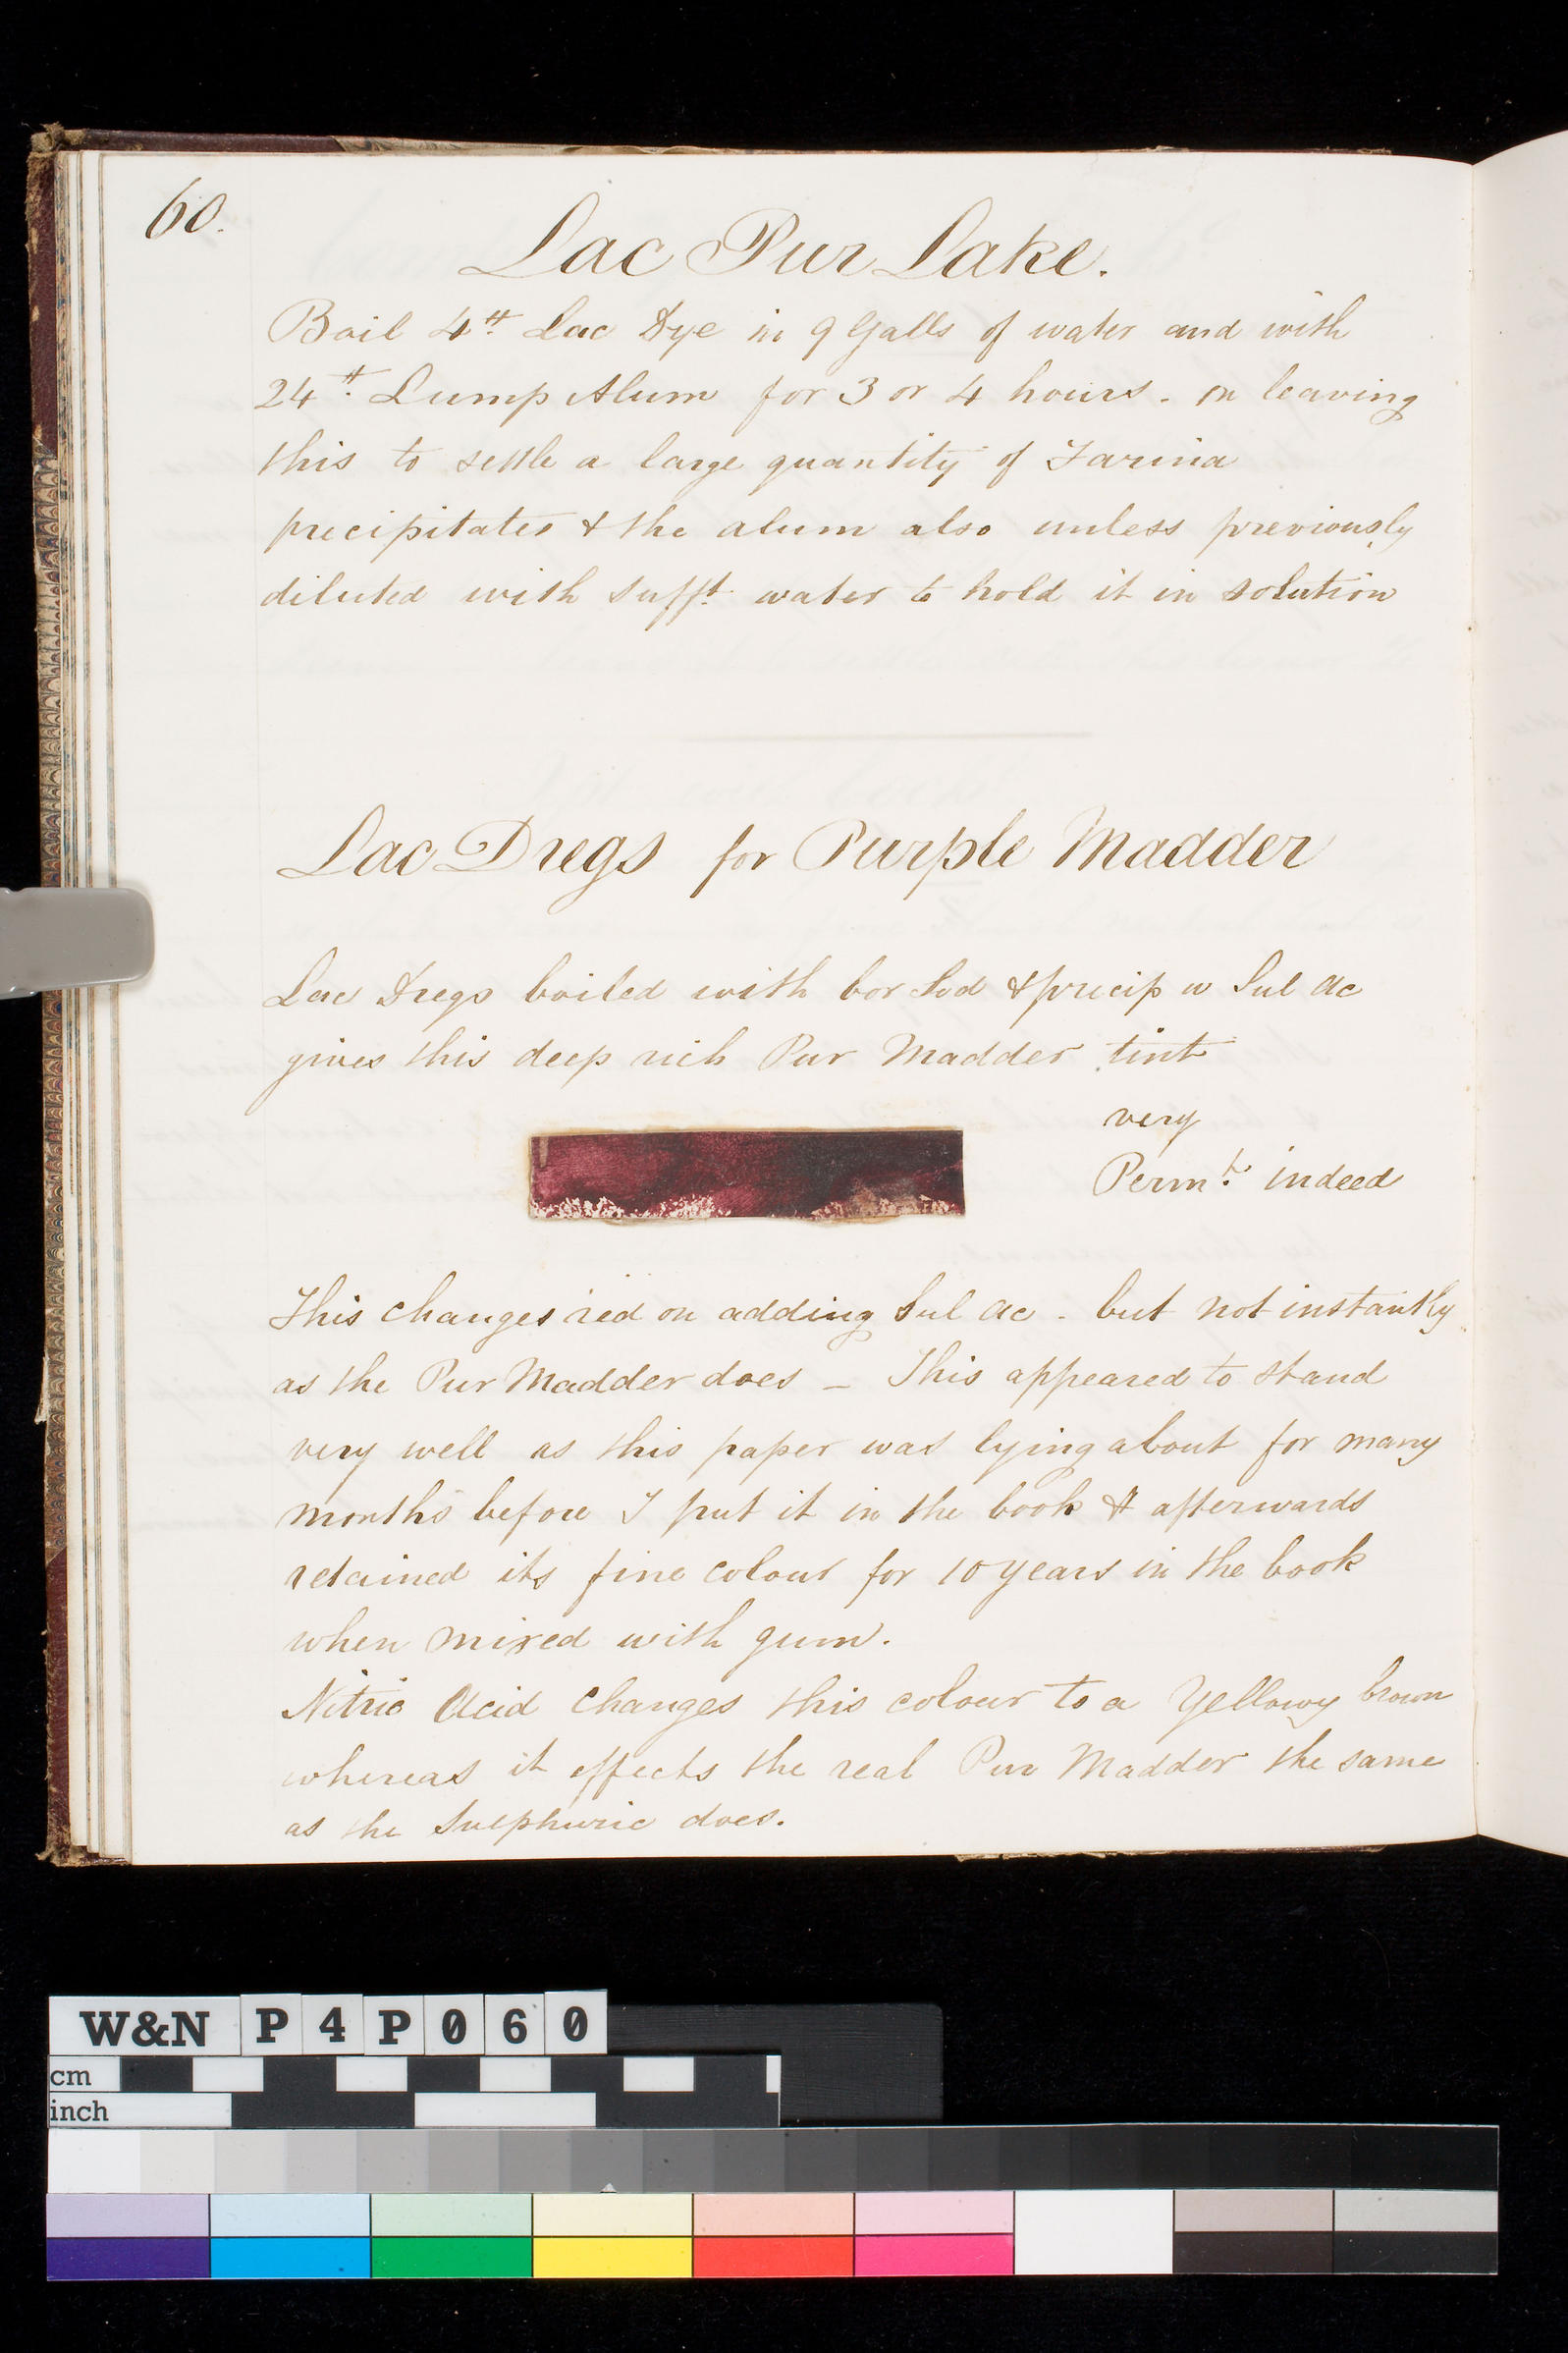 60.
Lac Pur Lake.
Boil 4lb Lac Dye in 9 Galls of water and with
24lb Lump Alum for 3 or 4 hours. on leaving
this to settle a large quantity of Farina
precipitates & the alum also unless previously
diluted with sufft water to hold it in solution
Lac Dregs for Purple Madder
Lac Dregs boiled with bor Sod & precip w Sul Ac
gives this deep rich Pur Madder tint
very
Permt. indeed
This changes red on adding Sul Ac - but not instantly
as the Pur Madder does - This appeared to stand
very well as this paper was lying about for many
months before I put it in the book & afterwards
retained its fine colour for 10 years in the book
when mixed with gum.
Nitric Acid changes this colour to a Yellowy brown
whereas it effects the real Pur Madder the same
as the Sulphuric does.
W&N P4P060
cm
inch